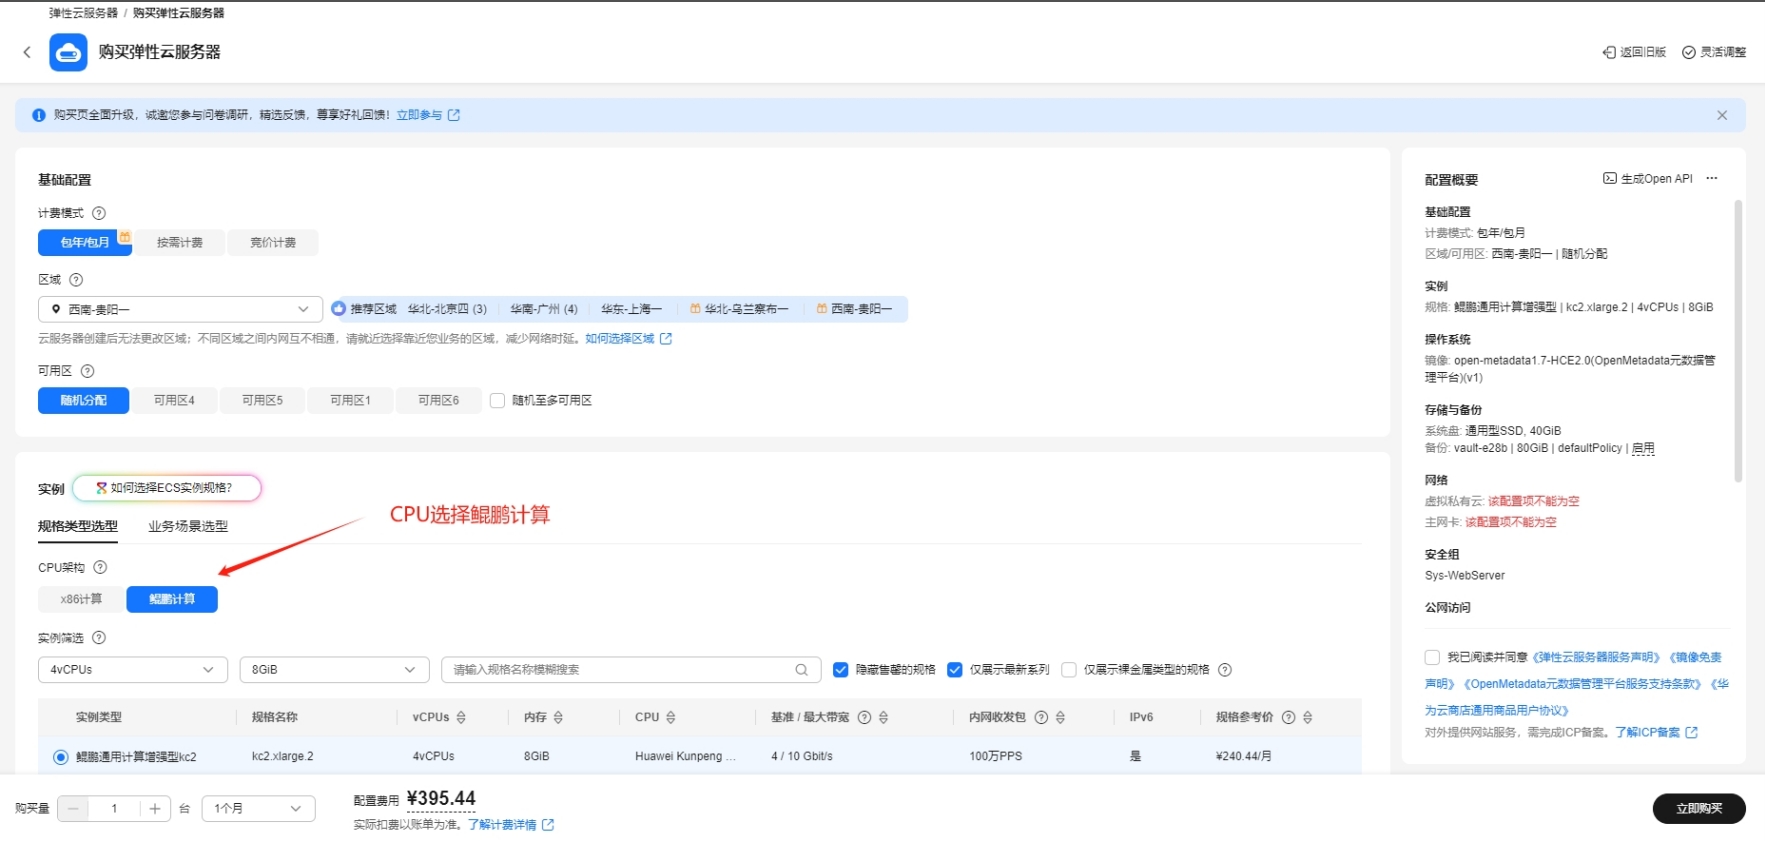 弹性云服务器 / 购买弹性云服务器
购买弹性云服务器
返回旧版 灵活调整
购买页全面升级，诚邀您参与问卷调研，精选反馈，尊享好礼回馈！立即参与
基础配置
计费模式
包年/包月 按需计费 竞价计费
区域
西南-贵阳一 推荐区域 华北-北京四 (3) 华南-广州 (4) 华东-上海一 华北-乌兰察布一 西南-贵阳一
云服务器创建后无法更改区域；不同区域之间内网互不相通，请就近选择靠近您业务的区域，减少网络时延。如何选择区域
可用区
随机分配 可用区4 可用区5 可用区1 可用区6 随机至多可用区
实例 如何选择ECS实例规格？
规格类型选型 业务场景选型
CPU选择鲲鹏计算
CPU架构
x86计算 鲲鹏计算
实例筛选
4vCPUs 8GiB 请输入规格名称模糊搜索 隐藏售罄的规格 仅展示最新系列 仅展示裸金属类型的规格
实例类型 规格名称 vCPUs 内存 CPU 基准 / 最大带宽 内网收发包 IPv6 规格参考价
鲲鹏通用计算增强型kc2 kc2.xlarge.2 4vCPUs 8GiB Huawei Kunpeng ... 4 / 10 Gbit/s 100万PPS 是 ¥240.44/月
配置概要 生成Open API ...
基础配置
计费模式: 包年/包月
区域/可用区: 西南-贵阳一 | 随机分配
实例
规格: 鲲鹏通用计算增强型 | kc2.xlarge.2 | 4vCPUs | 8GiB
操作系统
镜像: open-metadata1.7-HCE2.0(OpenMetadata元数据管
理平台)(v1)
存储与备份
系统盘: 通用型SSD, 40GiB
备份: vault-e28b | 80GiB | defaultPolicy | 启用
网络
虚拟私有云: 该配置项不能为空
主网卡: 该配置项不能为空
安全组
Sys-WebServer
公网访问
我已阅读并同意《弹性云服务器服务声明》《镜像免责
声明》《OpenMetadata元数据管理平台服务支持条款》《华
为云商店通用商品用户协议》
对外提供网站服务，需完成ICP备案。了解ICP备案
购买量 1 台 1个月
配置费用 ¥395.44
实际扣费以账单为准。了解计费详情
立即购买